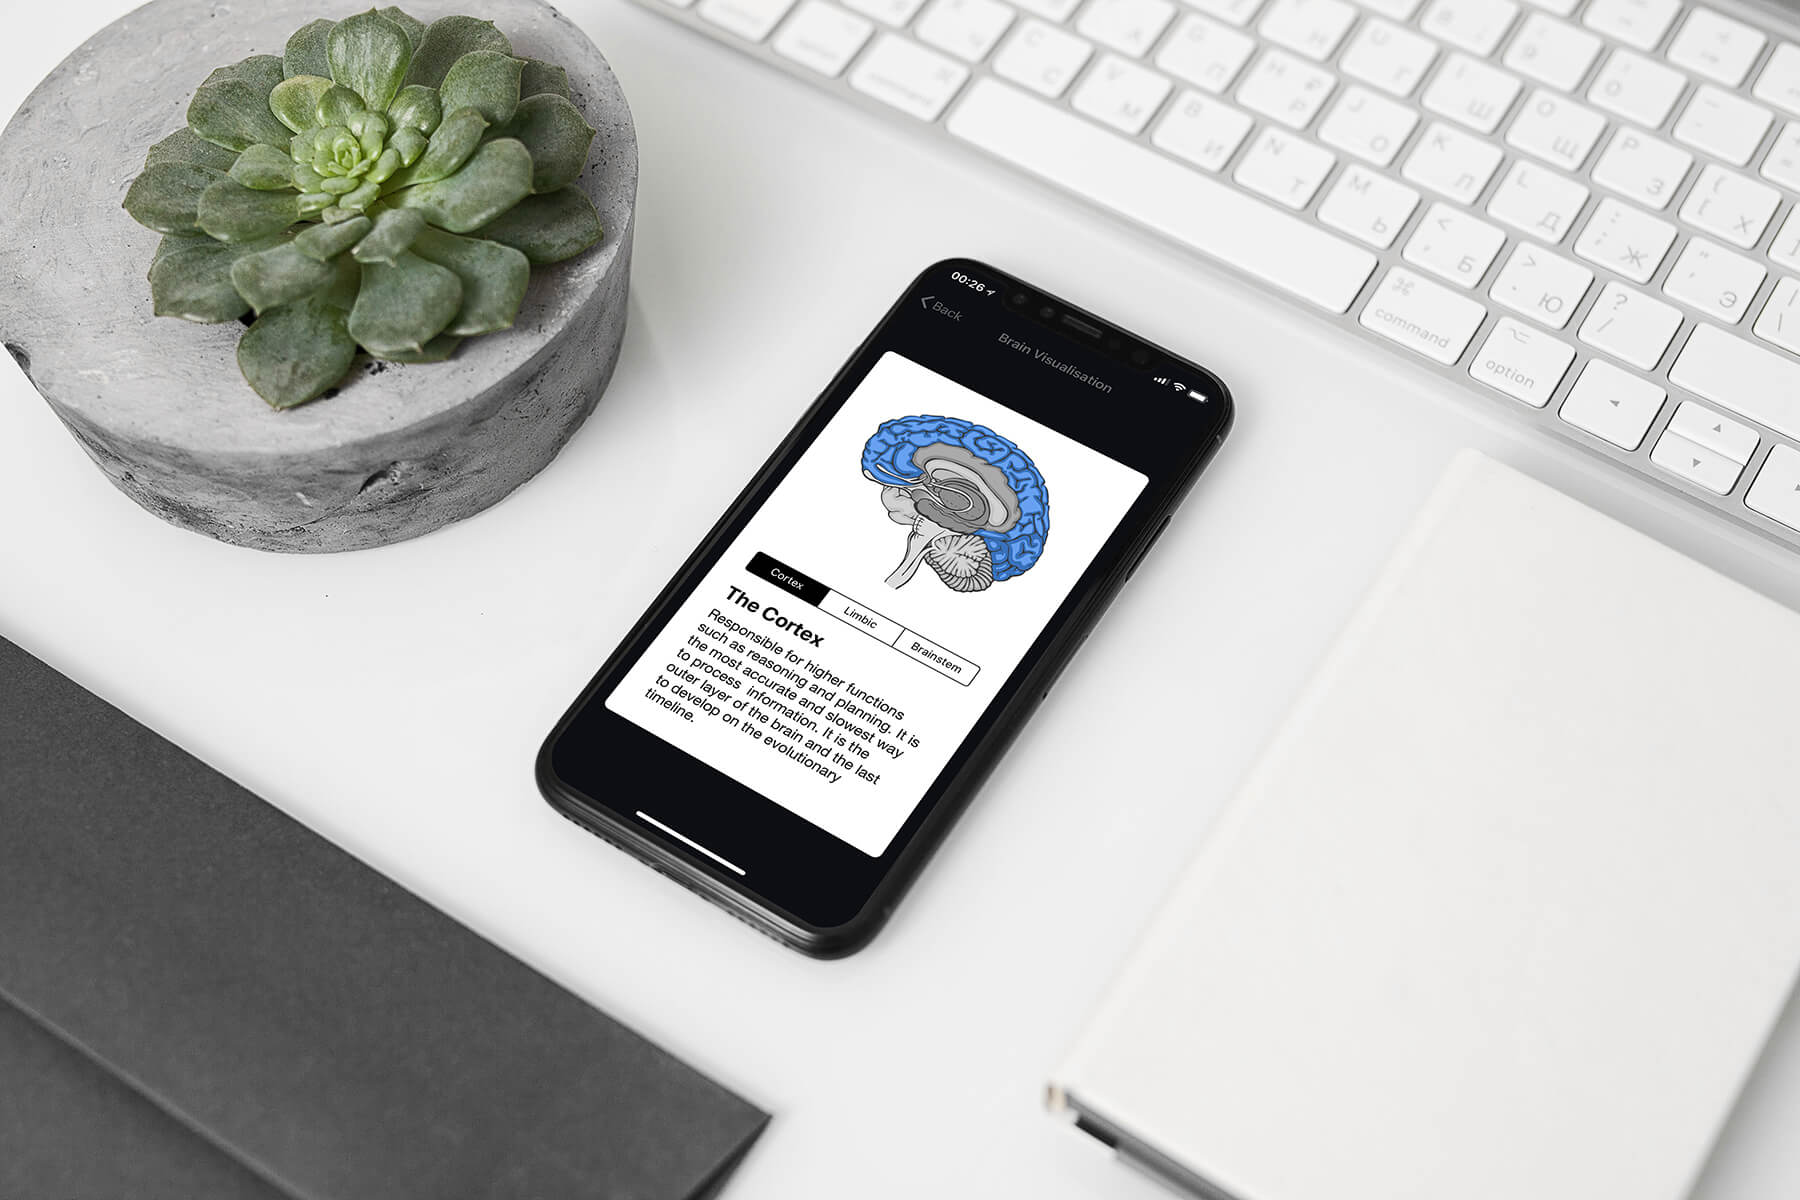 00:26
Back
Brain Visualisation
Cortex
Limbic
Brainstem
The Cortex
Responsible for higher functions
such as reasoning and planning. It is
the most accurate and slowest way
to process information. It is the
outer layer of the brain and the last
to develop on the evolutionary
timeline.
option
command
C С
V М
B И
N Т
M Ь
< , Б
> . Ю
? /
⌘
command
⌥
option
J О
K Л
L Д
: ; Ж
" ' Э
O Щ
P З
{ [ Х